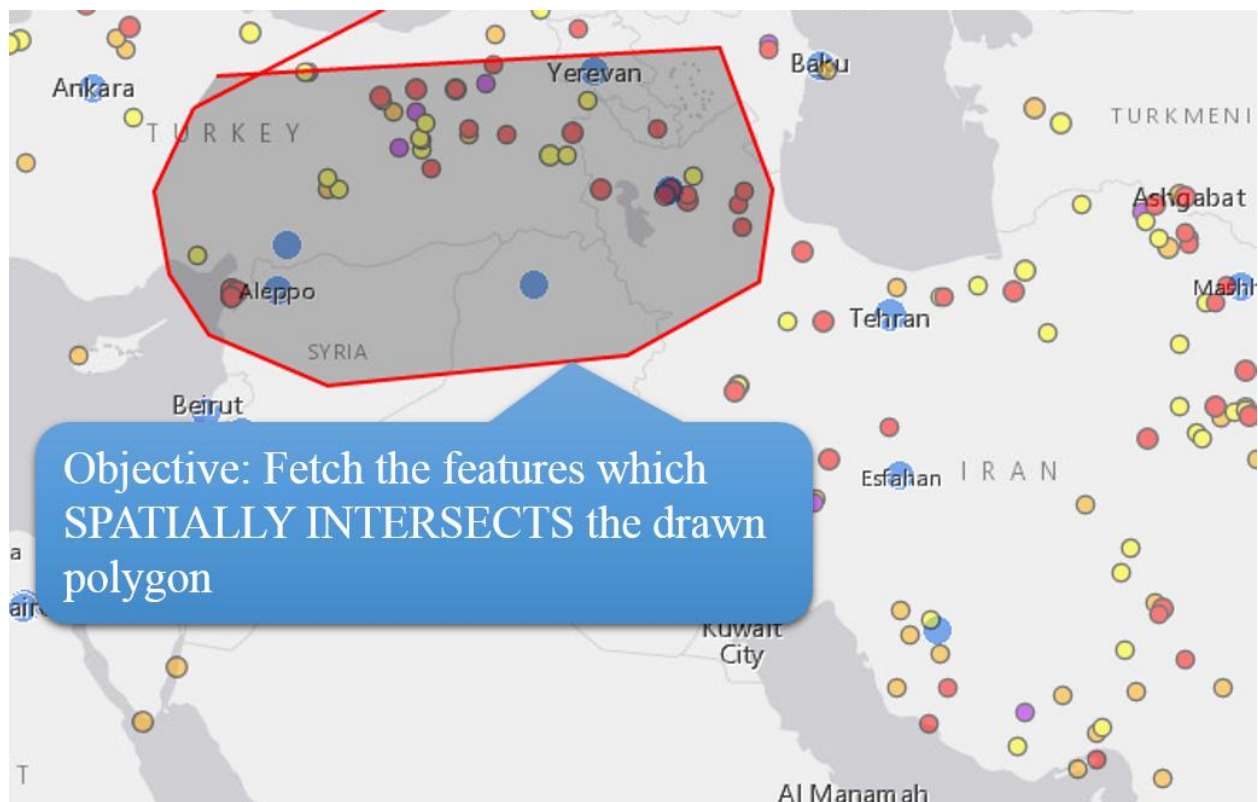 Ankara
Yerevan
Baku
TURKEY
TURKMENI
Ashgabat
Aleppo
Mashh
Tehran
SYRIA
Beirut
Objective: Fetch the features which
SPATIALLY INTERSECTS the drawn
polygon
Esfahan
IRAN
a
air
Kuwait
City
T
Al Manamah